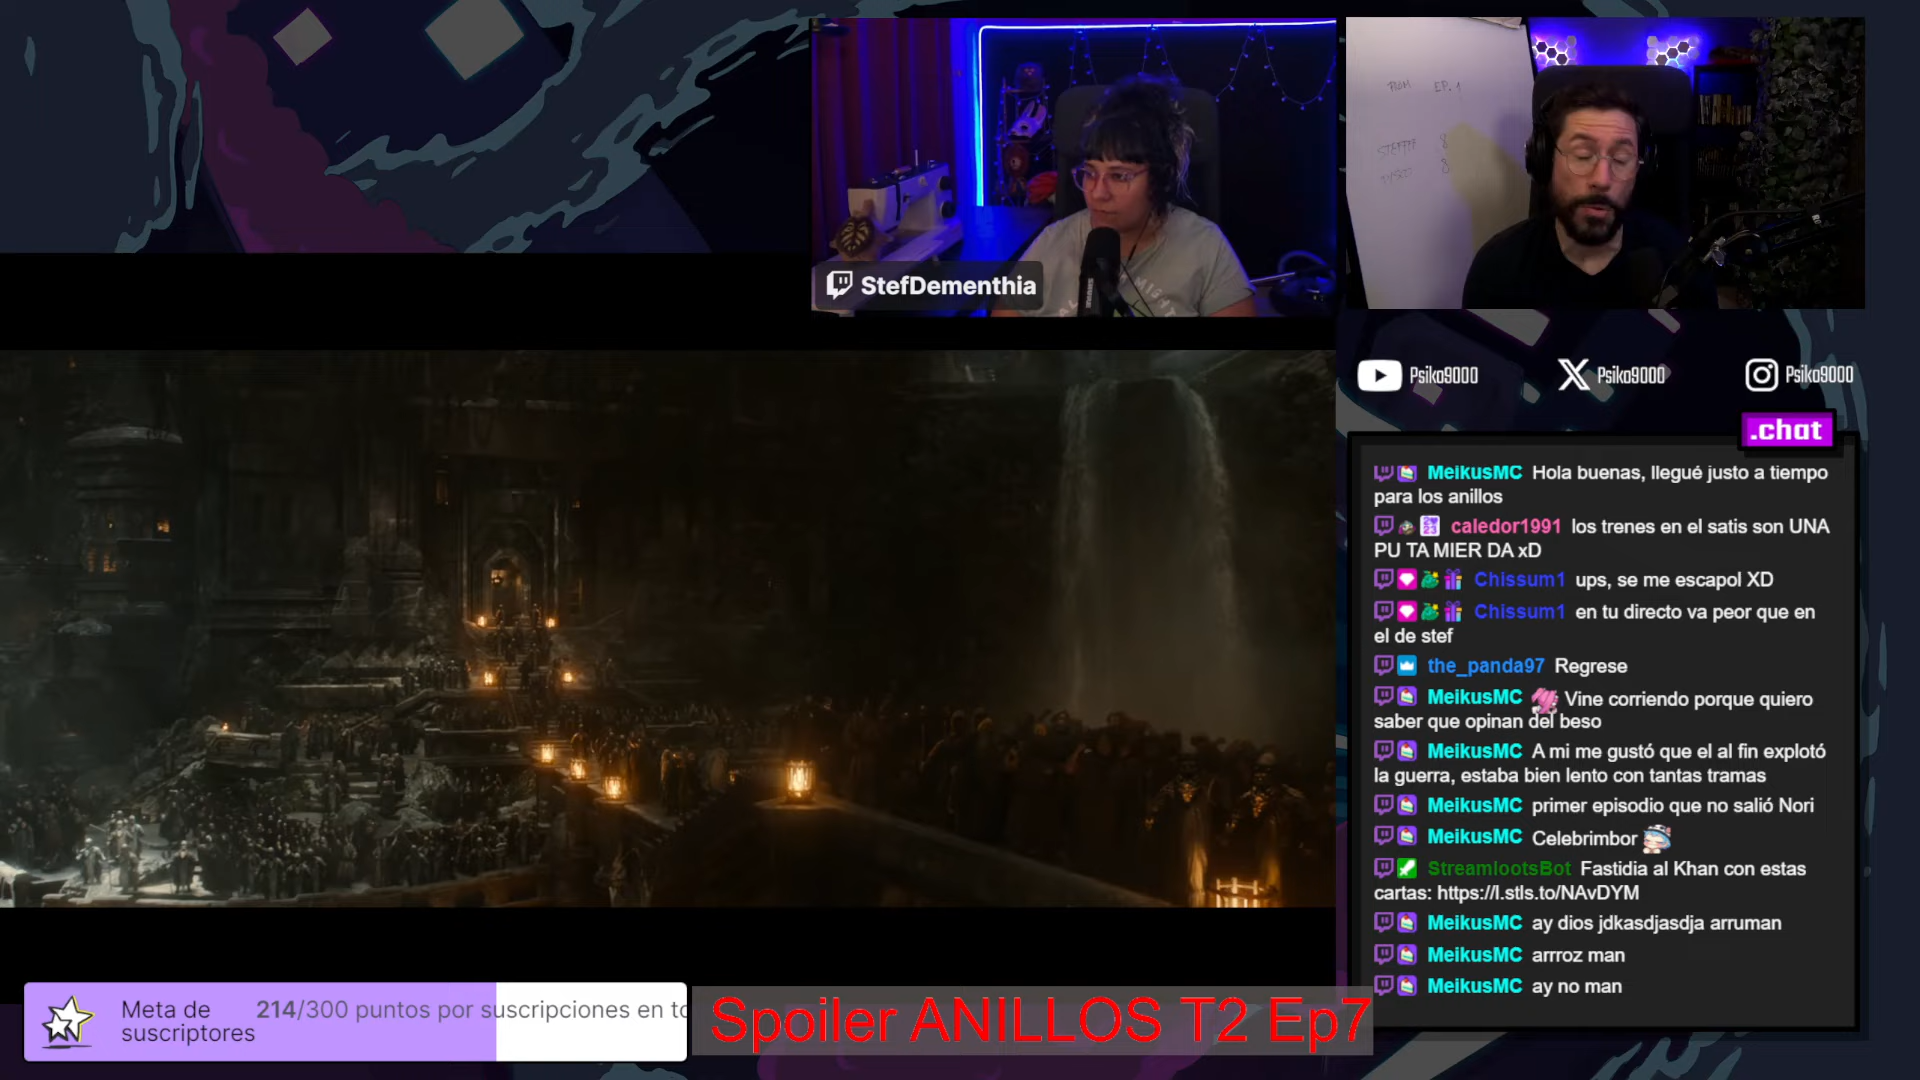 EP. 1
StefDementhia
Psiko9000
Psiko9000
Psiko9000
.chat
MeikusMC Hola buenas, llegué justo a tiempo
para los anillos
caledor1991 los trenes en el satis son UNA
PU TA MIER DA xD
Chissum1 ups, se me escapol XD
Chissum1 en tu directo va peor que en
el de stef
the_panda97 Regrese
MeikusMC Vine corriendo porque quiero
saber que opinan del beso
MeikusMC A mi me gustó que el al fin explotó
la guerra, estaba bien lento con tantas tramas
MeikusMC primer episodio que no salió Nori
MeikusMC Celebrimbor
StreamlootsBot Fastidia al Khan con estas
cartas: https://l.stls.to/NAvDYM
MeikusMC ay dios jdkasdjasdja arruman
MeikusMC arrroz man
MeikusMC ay no man
Meta de
suscriptores
214/300 puntos por suscripciones en to
Spoiler ANILLOS T2 Ep7